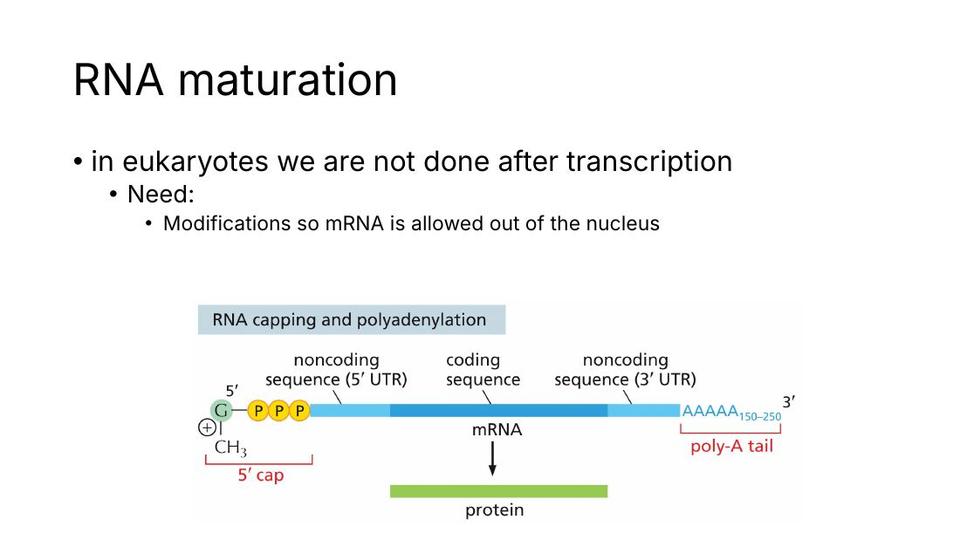 RNA maturation
• in eukaryotes we are not done after transcription
• Need:
• Modifications so mRNA is allowed out of the nucleus
RNA capping and polyadenylation
noncoding
sequence (5′ UTR)
coding
sequence
noncoding
sequence (3′ UTR)
5′
G
P P P
AAAAA150–250
3′
+
CH3
5′ cap
mRNA
poly-A tail
protein